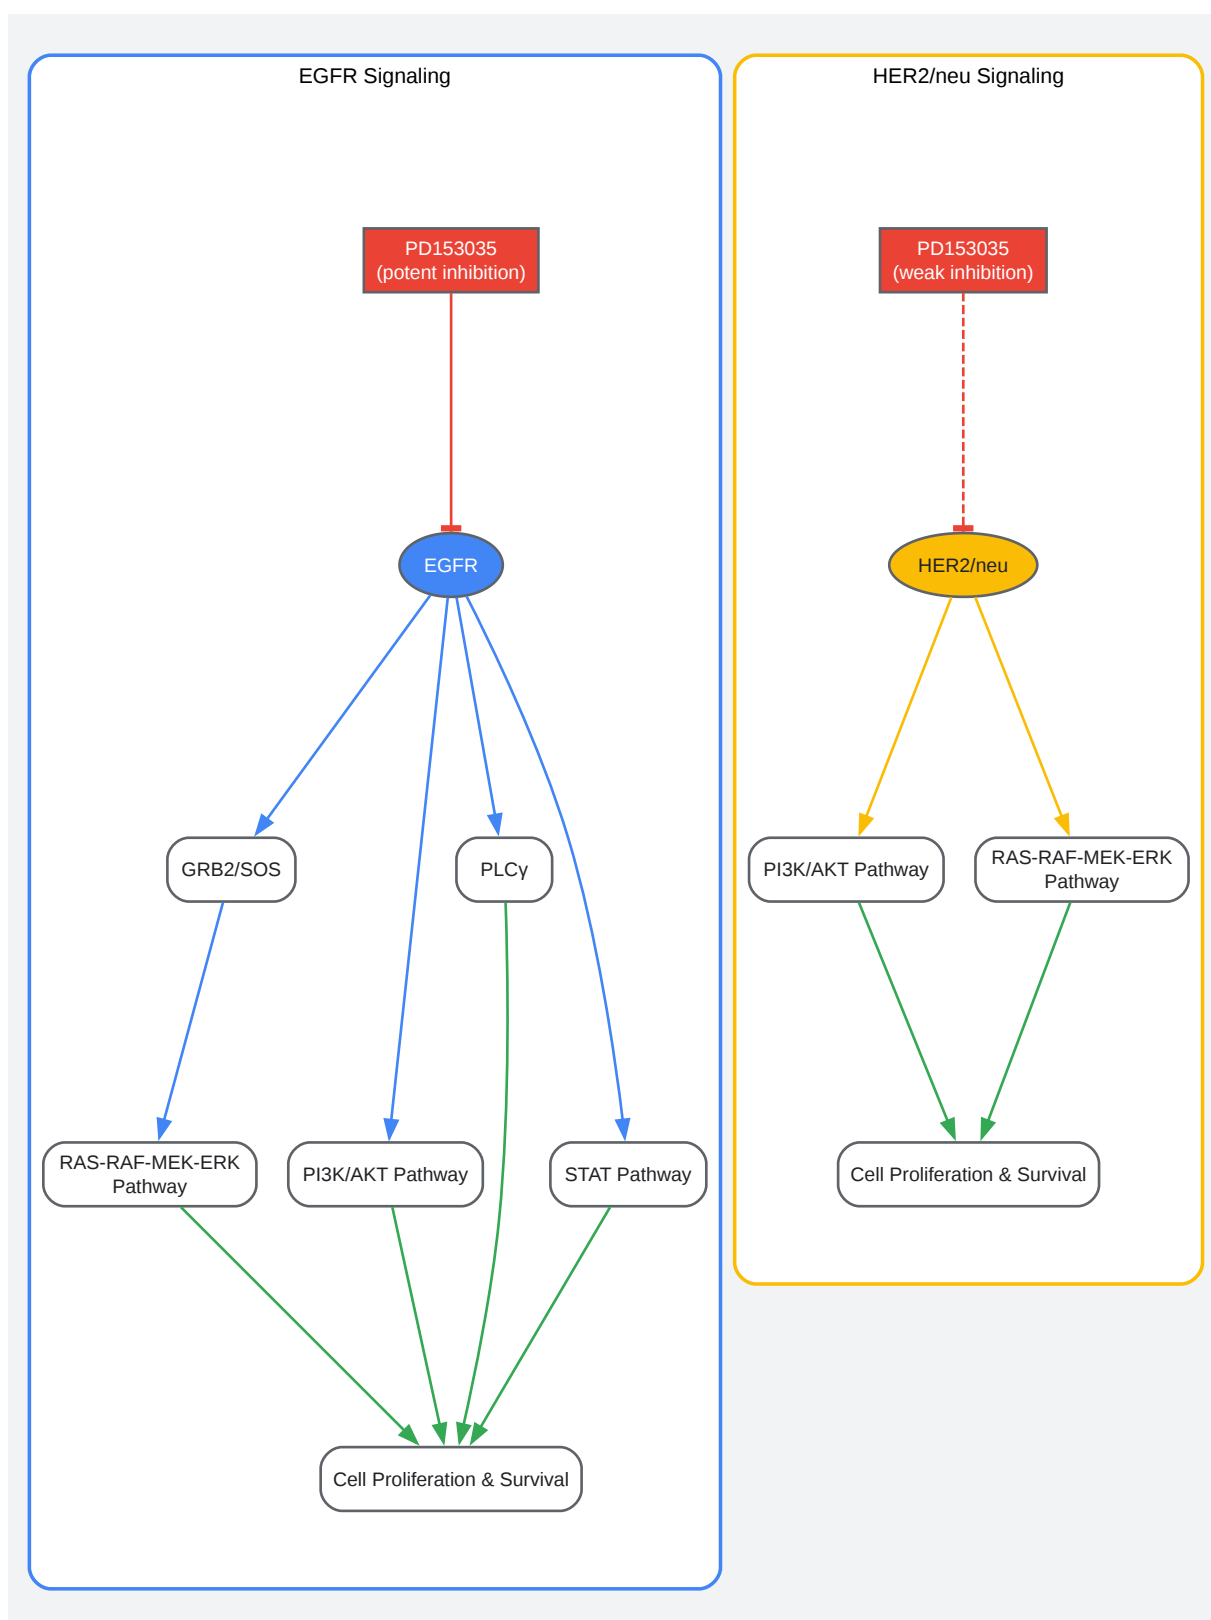 EGFR Signaling
PD153035
(potent inhibition)
EGFR
GRB2/SOS
PLCγ
RAS-RAF-MEK-ERK
Pathway
PI3K/AKT Pathway
STAT Pathway
Cell Proliferation & Survival
HER2/neu Signaling
PD153035
(weak inhibition)
HER2/neu
PI3K/AKT Pathway
RAS-RAF-MEK-ERK
Pathway
Cell Proliferation & Survival